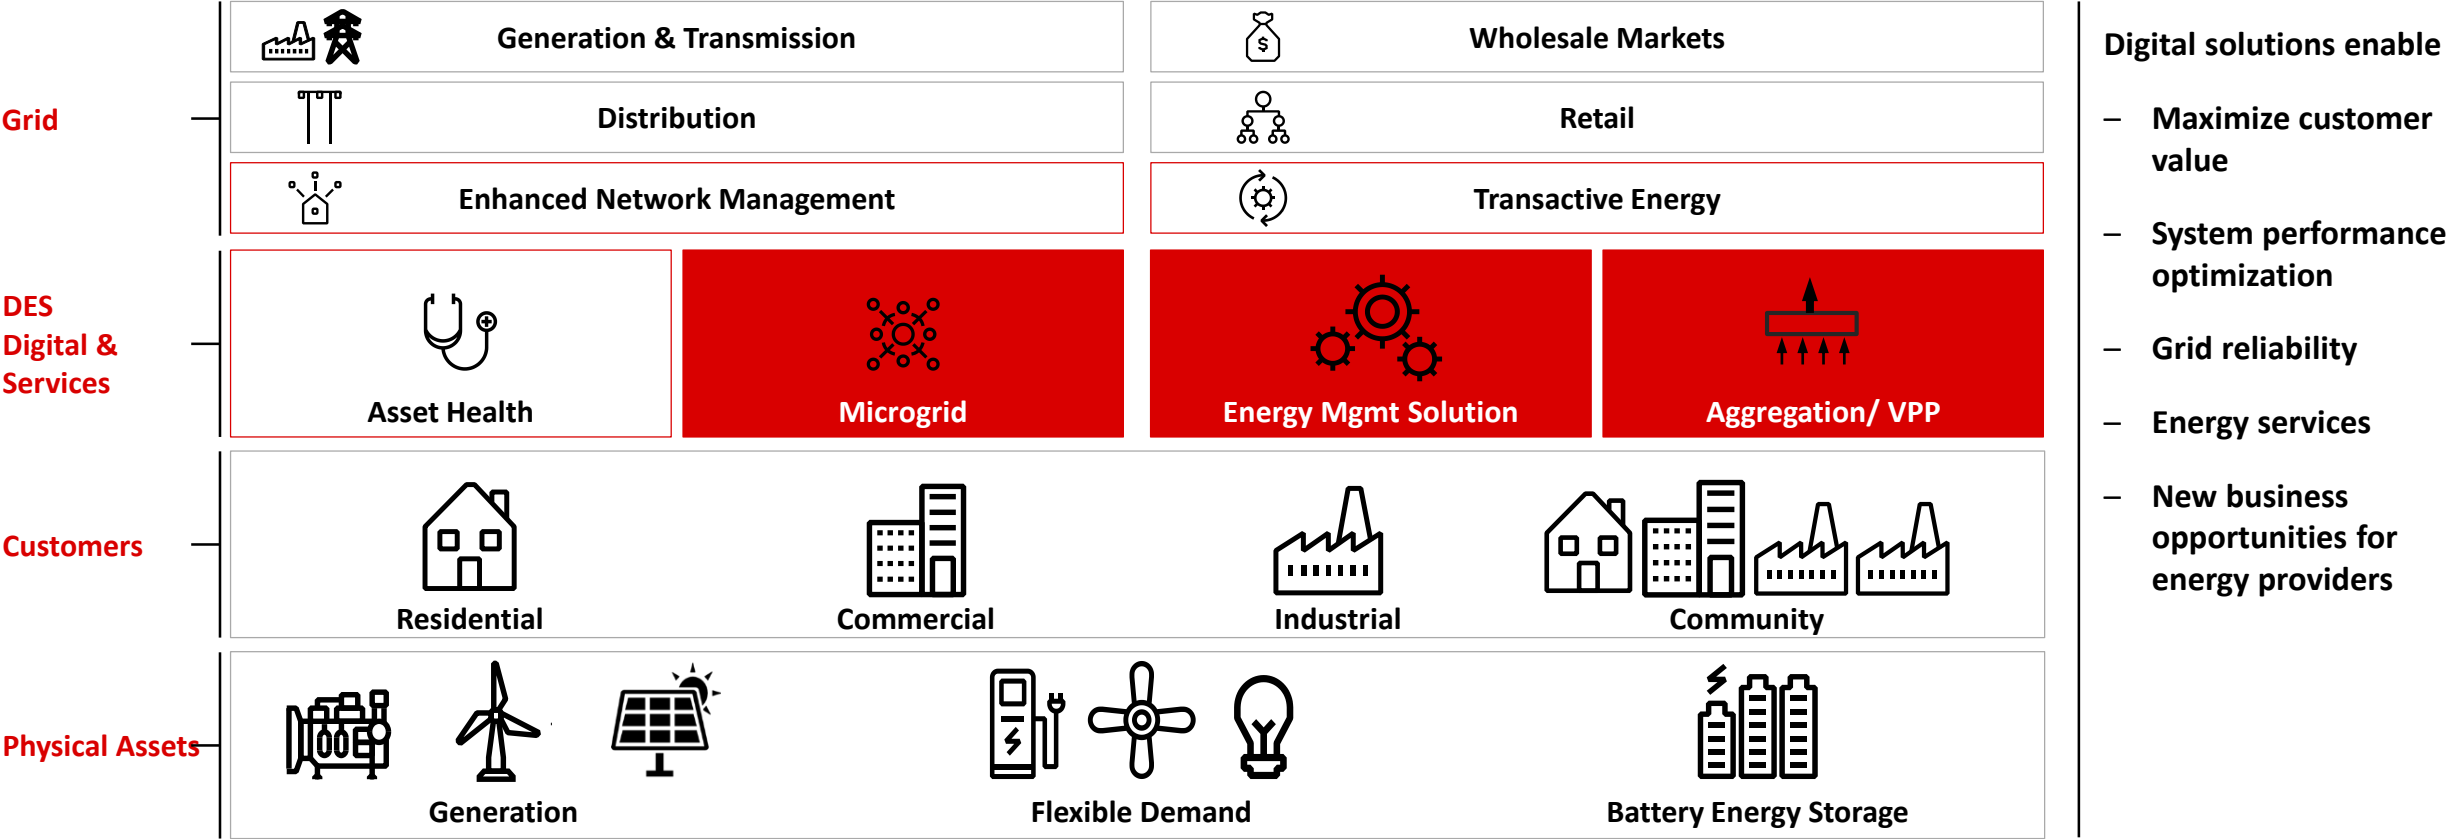 Generation & Transmission
Wholesale Markets
Grid
Distribution
Retail
Enhanced Network Management
Transactive Energy
DES
Digital &
Services
Asset Health
Microgrid
Energy Mgmt Solution
Aggregation/ VPP
Customers
Residential
Commercial
Industrial
Community
Physical Assets
Generation
Flexible Demand
Battery Energy Storage
Digital solutions enable
– Maximize customer
value
– System performance
optimization
– Grid reliability
– Energy services
– New business
opportunities for
energy providers